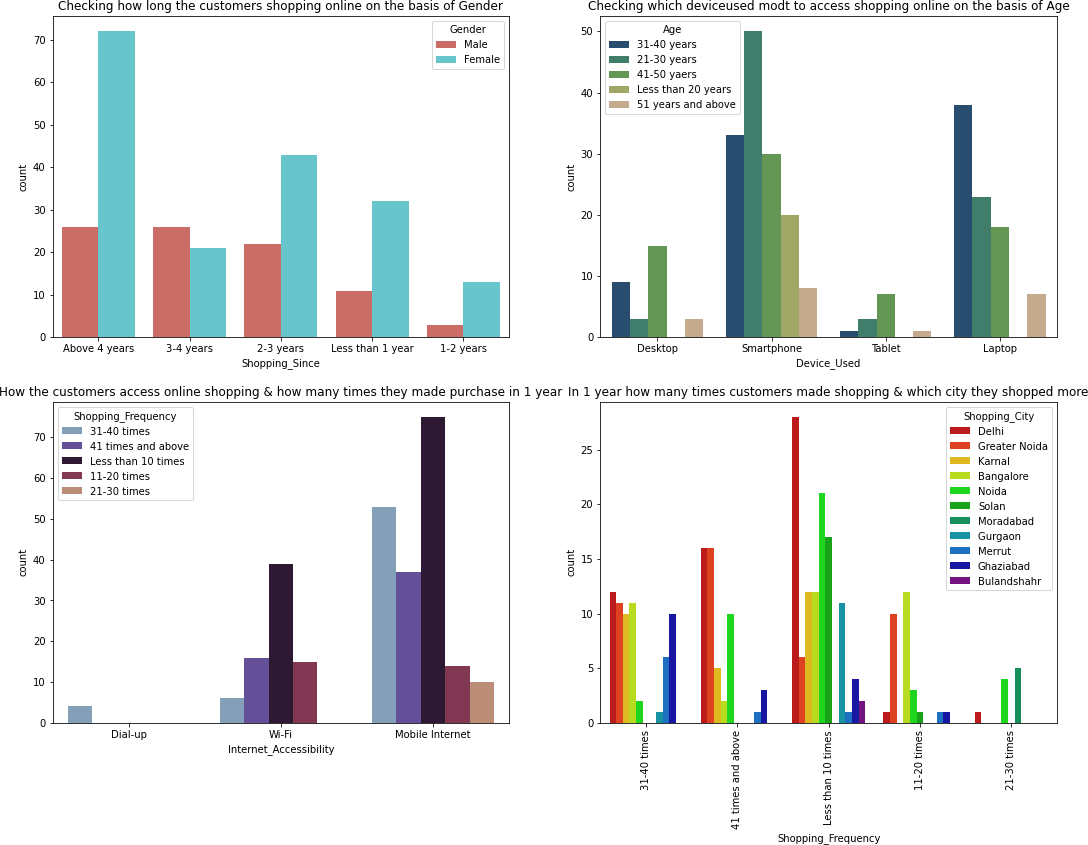 Checking how long the customers shopping online on the basis of Gender
70
60
50
40
30
20
10
0
count
Gender
Male
Female
Above 4 years
3-4 years
2-3 years
Less than 1 year
1-2 years
Shopping_Since
Checking which deviceused modt to access shopping online on the basis of Age
50
40
30
20
10
0
count
Age
31-40 years
21-30 years
41-50 yaers
Less than 20 years
51 years and above
Desktop
Smartphone
Tablet
Laptop
Device_Used
How the customers access online shopping & how many times they made purchase in 1 year
70
60
50
40
30
20
10
0
count
Shopping_Frequency
31-40 times
41 times and above
Less than 10 times
11-20 times
21-30 times
Dial-up
Wi-Fi
Mobile Internet
Internet_Accessibility
In 1 year how many times customers made shopping & which city they shopped more
25
20
15
10
5
0
count
Shopping_City
Delhi
Greater Noida
Karnal
Bangalore
Noida
Solan
Moradabad
Gurgaon
Merrut
Ghaziabad
Bulandshahr
31-40 times
41 times and above
Less than 10 times
11-20 times
21-30 times
Shopping_Frequency